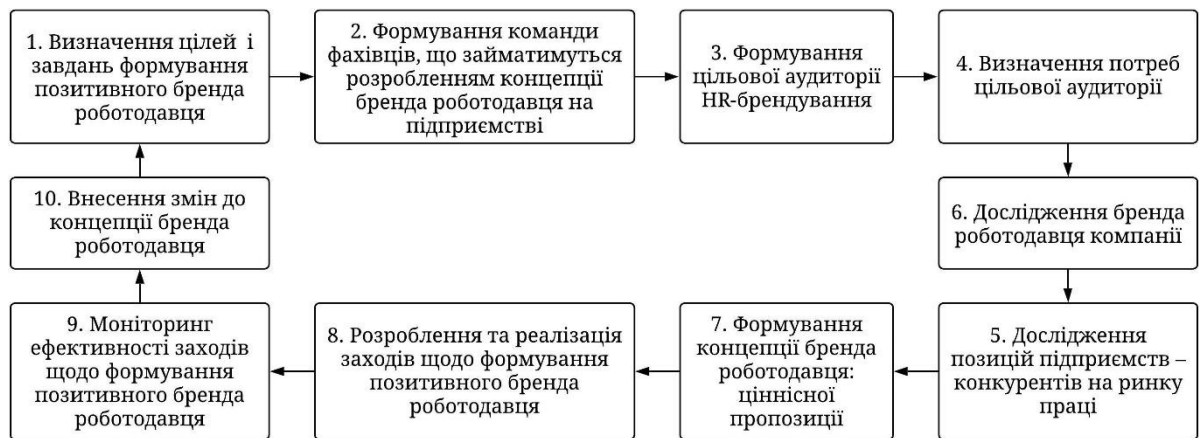 1. Визначення цілей і
завдань формування
позитивного бренда
роботодавця
2. Формування команди
фахівців, що займатимуться
розробленням концепції
бренда роботодавця на
підприємстві
3. Формування
цільової аудиторії
HR-брендування
4. Визначення потреб
цільової аудиторії
6. Дослідження бренда
роботодавця компанії
5. Дослідження
позицій підприємств –
конкурентів на ринку
праці
7. Формування
концепції бренда
роботодавця:
ціннісної
пропозиції
8. Розроблення та реалізація
заходів щодо формування
позитивного бренда
роботодавця
9. Моніторинг
ефективності заходів
щодо формування
позитивного бренда
роботодавця
10. Внесення змін до
концепції бренда
роботодавця